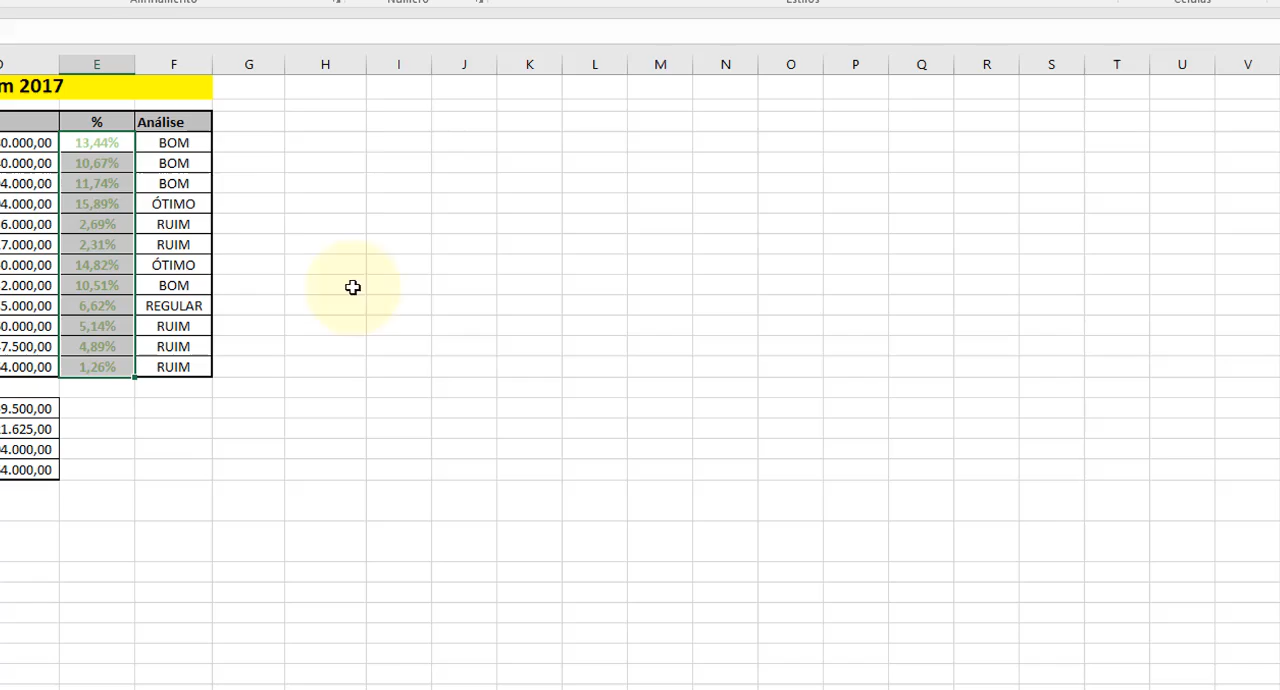 Número
Estilos
Células
E F G H I J K L M N O P Q R S T U V
m 2017
% Análise
0.000,00 13,44% BOM
0.000,00 10,67% BOM
4.000,00 11,74% BOM
4.000,00 15,89% ÓTIMO
6.000,00 2,69% RUIM
7.000,00 2,31% RUIM
0.000,00 14,82% ÓTIMO
2.000,00 10,51% BOM
5.000,00 6,62% REGULAR
0.000,00 5,14% RUIM
7.500,00 4,89% RUIM
4.000,00 1,26% RUIM
9.500,00
1.625,00
4.000,00
4.000,00